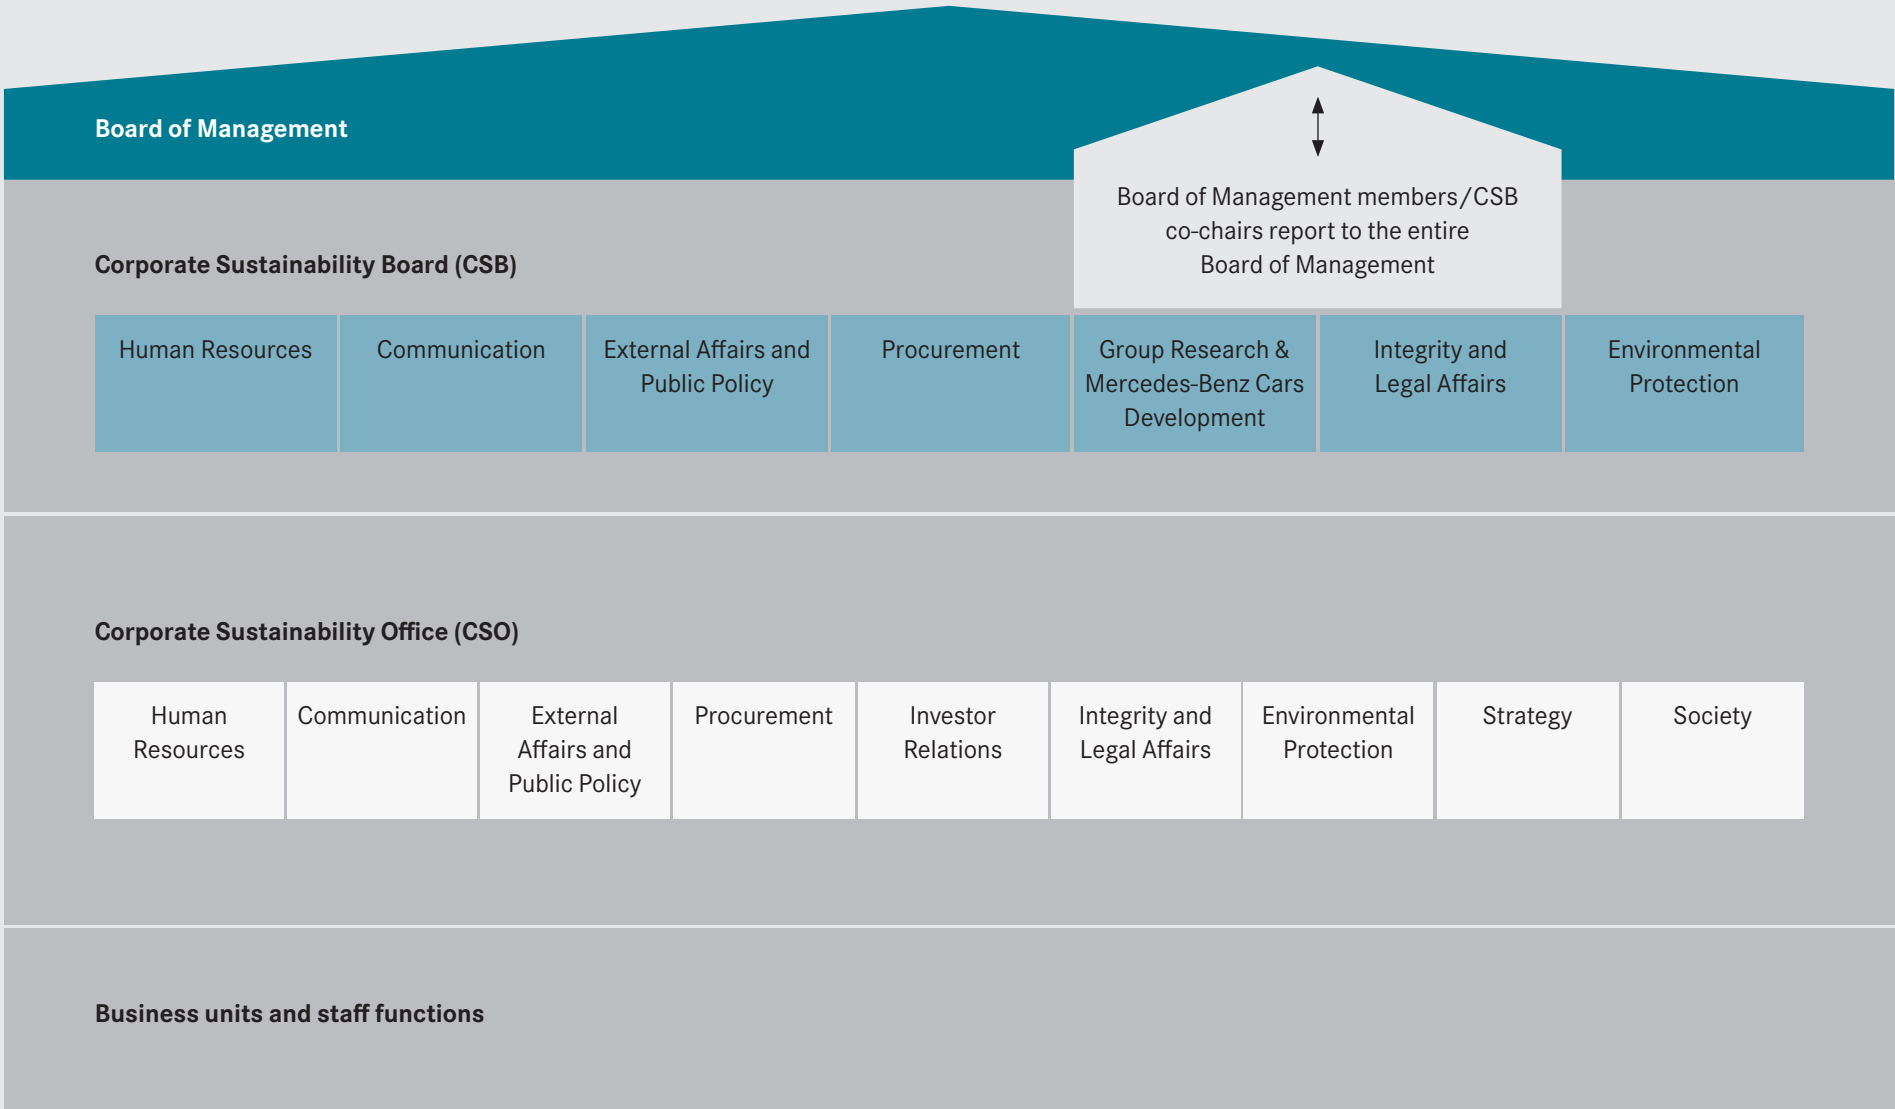 Board of Management
Board of Management members/CSB
co-chairs report to the entire
Board of Management
Corporate Sustainability Board (CSB)
Human Resources
Communication
External Affairs and
Public Policy
Procurement
Group Research &
Mercedes-Benz Cars
Development
Integrity and
Legal Affairs
Environmental
Protection
Corporate Sustainability Office (CSO)
Human
Resources
Communication
External
Affairs and
Public Policy
Procurement
Investor
Relations
Integrity and
Legal Affairs
Environmental
Protection
Strategy
Society
Business units and staff functions